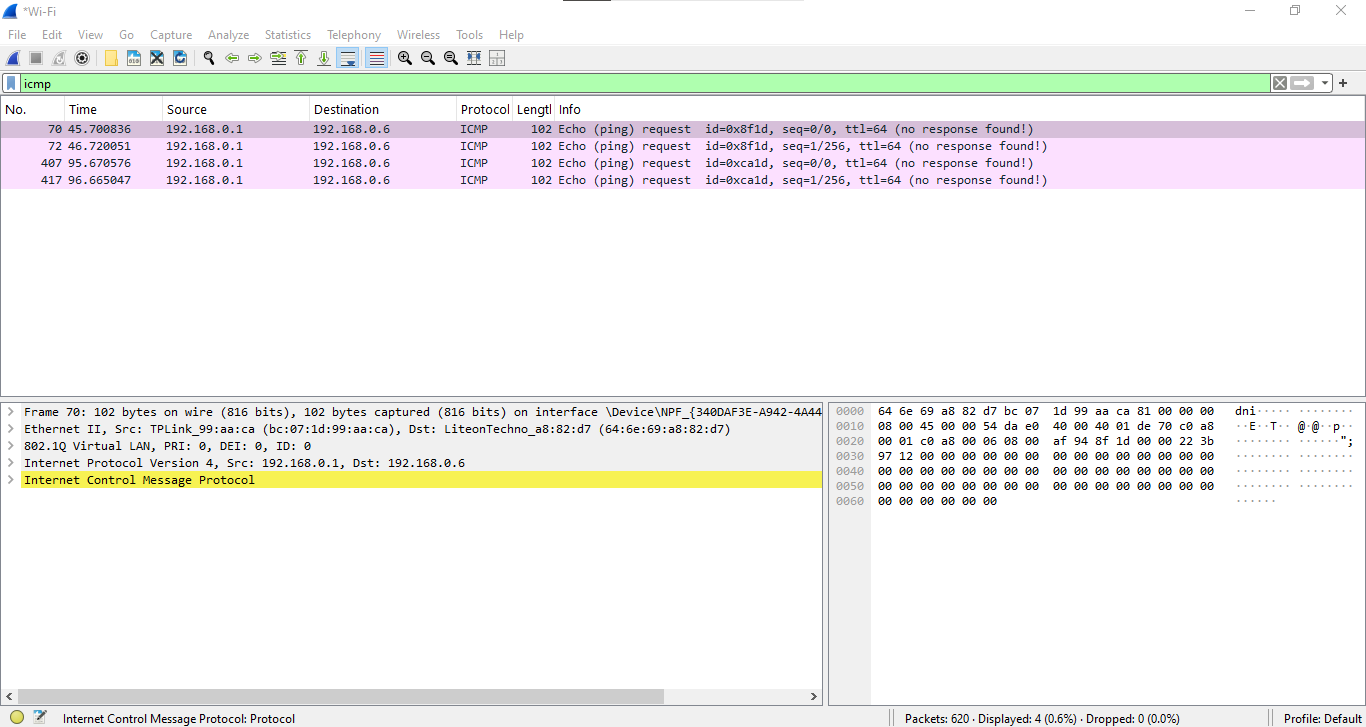 *Wi-Fi
File Edit View Go Capture Analyze Statistics Telephony Wireless Tools Help
icmp
No. Time Source Destination Protocol Lengtl Info
70 45.700836 192.168.0.1 192.168.0.6 ICMP 102 Echo (ping) request id=0x8f1d, seq=0/0, ttl=64 (no response found!)
72 46.720051 192.168.0.1 192.168.0.6 ICMP 102 Echo (ping) request id=0x8f1d, seq=1/256, ttl=64 (no response found!)
407 95.670576 192.168.0.1 192.168.0.6 ICMP 102 Echo (ping) request id=0xca1d, seq=0/0, ttl=64 (no response found!)
417 96.665047 192.168.0.1 192.168.0.6 ICMP 102 Echo (ping) request id=0xca1d, seq=1/256, ttl=64 (no response found!)
Frame 70: 102 bytes on wire (816 bits), 102 bytes captured (816 bits) on interface \Device\NPF_{340DAF3E-A942-4A44
Ethernet II, Src: TPLink_99:aa:ca (bc:07:1d:99:aa:ca), Dst: LiteonTechno_a8:82:d7 (64:6e:69:a8:82:d7)
802.1Q Virtual LAN, PRI: 0, DEI: 0, ID: 0
Internet Protocol Version 4, Src: 192.168.0.1, Dst: 192.168.0.6
Internet Control Message Protocol
0000 64 6e 69 a8 82 d7 bc 07 1d 99 aa ca 81 00 00 00 dni····· ········
0010 08 00 45 00 00 54 da e0 40 00 40 01 de 70 c0 a8 ··E··T·· @·@··p··
0020 00 01 c0 a8 00 06 08 00 af 94 8f 1d 00 00 22 3b ········ ······";
0030 97 12 00 00 00 00 00 00 00 00 00 00 00 00 00 00 ········ ········
0040 00 00 00 00 00 00 00 00 00 00 00 00 00 00 00 00 ········ ········
0050 00 00 00 00 00 00 00 00 00 00 00 00 00 00 00 00 ········ ········
0060 00 00 00 00 00 00 ······
Internet Control Message Protocol: Protocol
Packets: 620 · Displayed: 4 (0.6%) · Dropped: 0 (0.0%)
Profile: Default